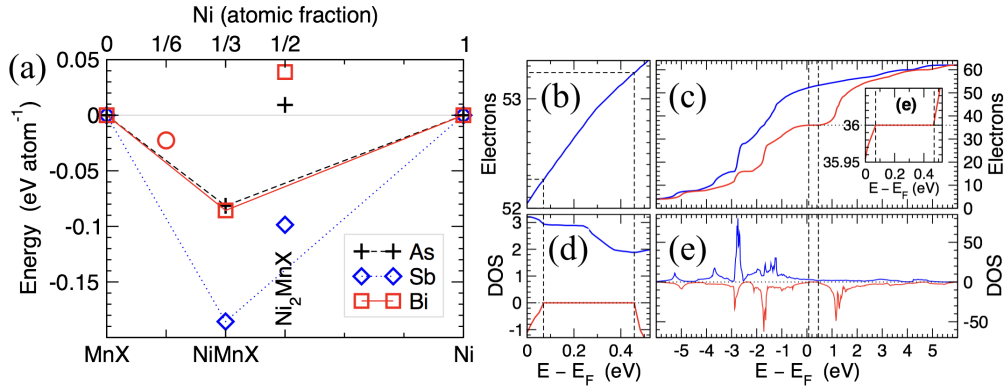 Ni (atomic fraction)
0 1/6 1/3 1/2 1
(a)
Energy (eV atom⁻¹)
0.05
0
-0.05
-0.1
-0.15
Ni₂MnX
As
Sb
Bi
MnX NiMnX Ni
(b)
Electrons
53
52
(c)
Electrons
60
50
40
30
20
10
0
(e)
36
35.95
0 0.2 0.4
E − E_F (eV)
(d)
DOS
3
2
1
0
-1
0 0.2 0.4
E − E_F (eV)
(e)
DOS
50
0
-50
-5 -4 -3 -2 -1 0 1 2 3 4 5
E − E_F (eV)